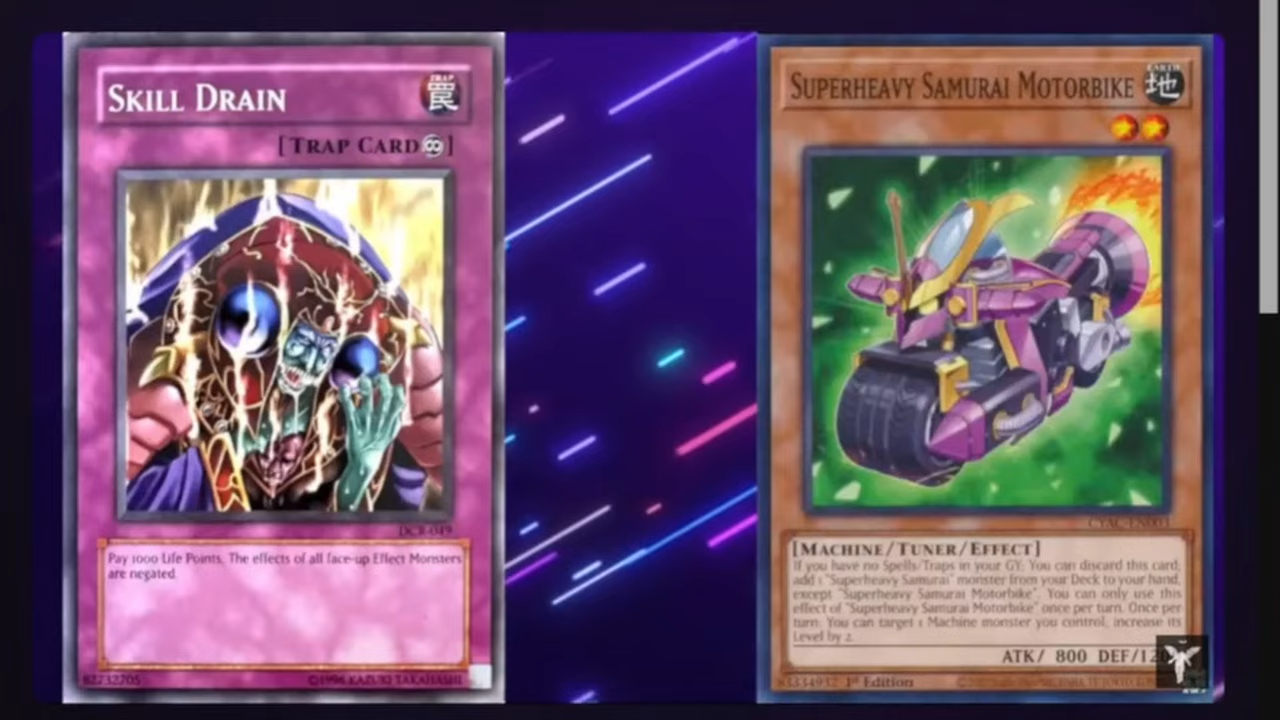 SKILL DRAIN
TRAP
罠
[TRAP CARD]
DCR-049
Pay 1000 Life Points. The effects of all face-up Effect Monsters
are negated.
82732705
©1996 KAZUKI TAKAHASHI
SUPERHEAVY SAMURAI MOTORBIKE
EARTH
地
CYAC-EN003
[MACHINE/TUNER/EFFECT]
If you have no Spells/Traps in your GY: You can discard this card;
add 1 "Superheavy Samurai" monster from your Deck to your hand,
except "Superheavy Samurai Motorbike". You can only use this
effect of "Superheavy Samurai Motorbike" once per turn. Once per
turn: You can target 1 Machine monster you control; increase its
Level by 2.
ATK/ 800 DEF/12
1st Edition